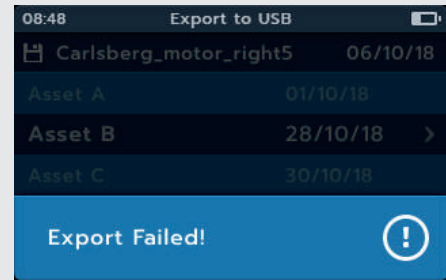 08:48 Export to USB
Carlsberg_motor_right5 06/10/18
Asset A 01/10/18
Asset B 28/10/18
Asset C 30/10/18
Export Failed!